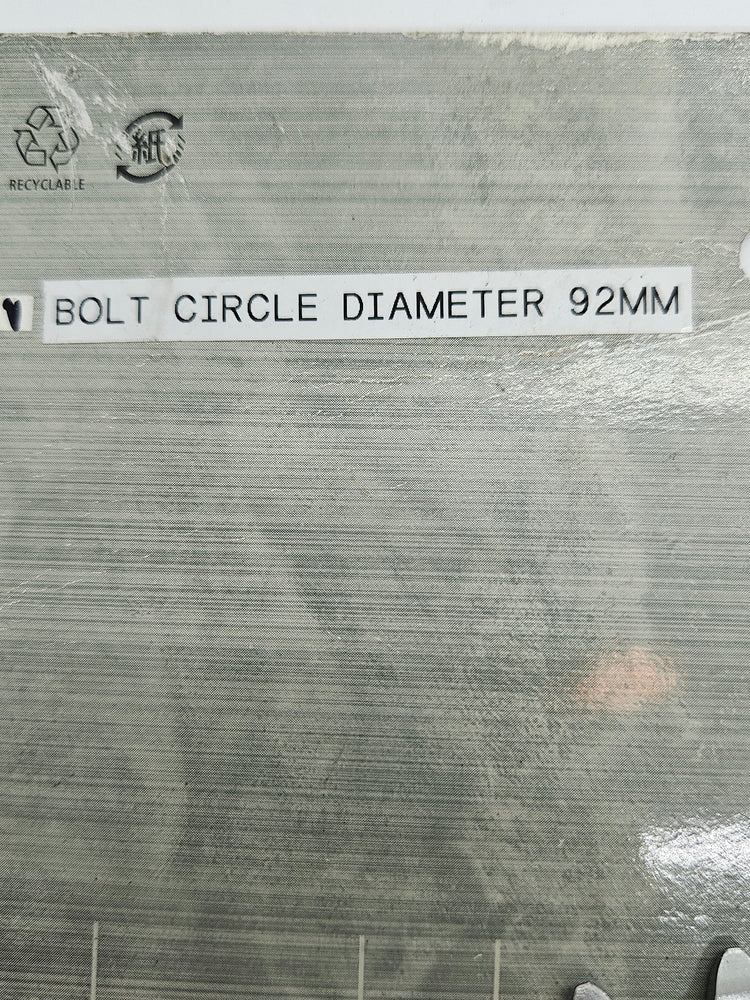 紙
RECYCLABLE
BOLT CIRCLE DIAMETER 92MM